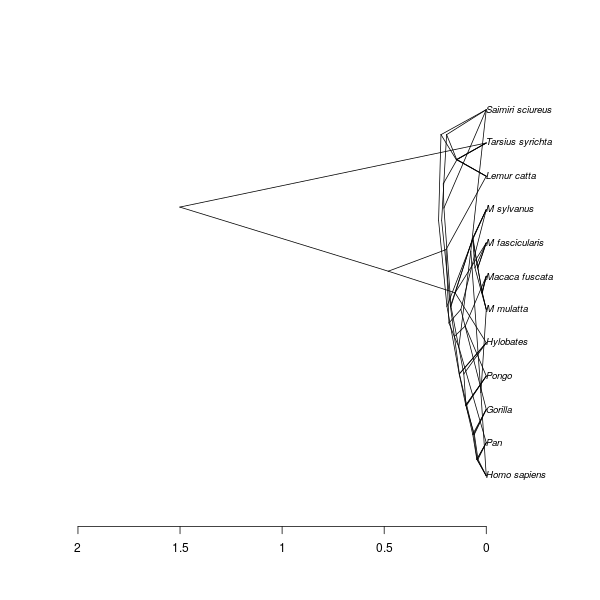 Saimiri sciureus
Tarsius syrichta
Lemur catta
M sylvanus
M fascicularis
Macaca fuscata
M mulatta
Hylobates
Pongo
Gorilla
Pan
Homo sapiens
2 1.5 1 0.5 0